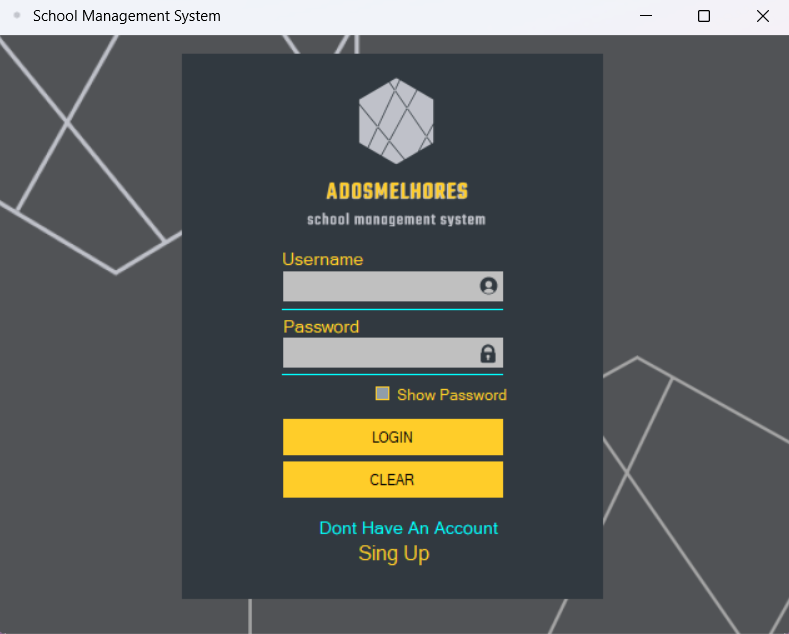 School Management System
ADOSMELHORES
school management system
Username
Password
Show Password
LOGIN
CLEAR
Dont Have An Account
Sing Up